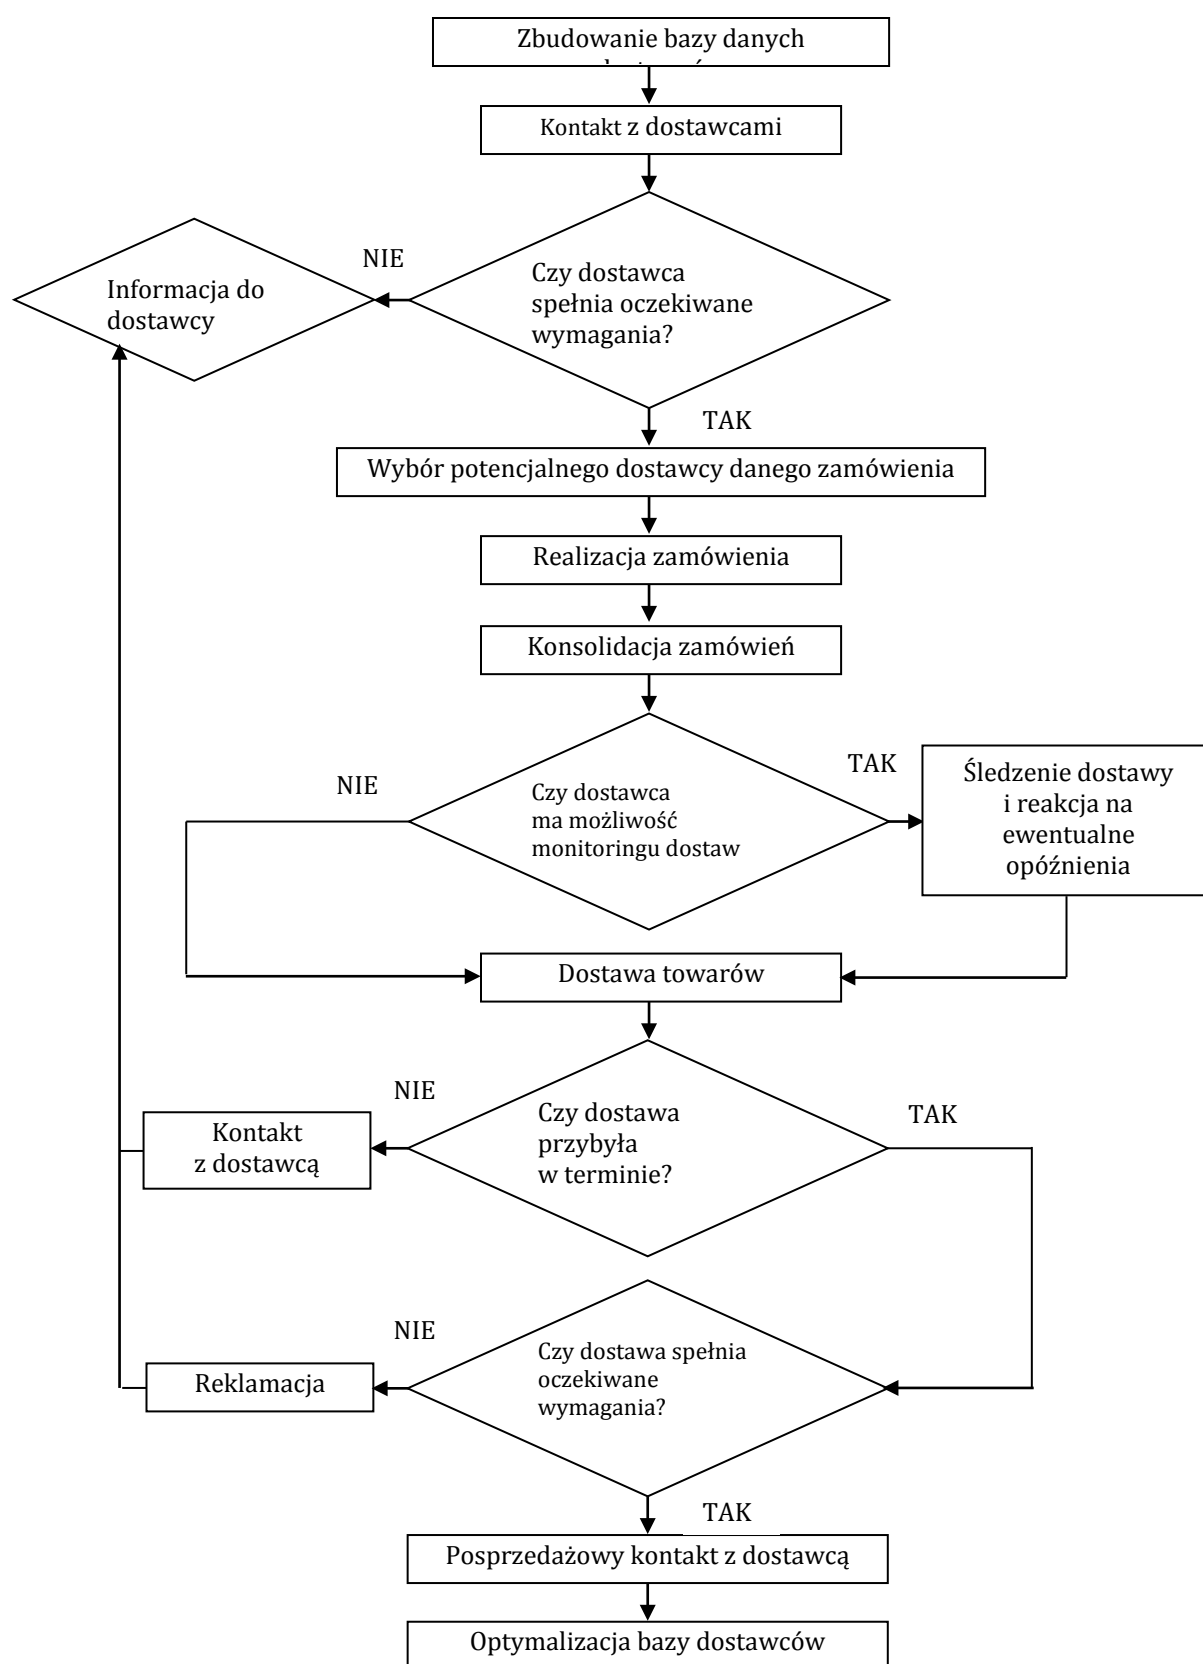 Zbudowanie bazy danych
Kontakt z dostawcami
NIE
Czy dostawca
spełnia oczekiwane
wymagania?
Informacja do
dostawcy
TAK
Wybór potencjalnego dostawcy danego zamówienia
Realizacja zamówienia
Konsolidacja zamówień
NIE
Czy dostawca
ma możliwość
monitoringu dostaw
TAK
Śledzenie dostawy
i reakcja na
ewentualne
opóźnienia
Dostawa towarów
NIE
Czy dostawa
przybyła
w terminie?
TAK
Kontakt
z dostawcą
NIE
Czy dostawa spełnia
oczekiwane
wymagania?
Reklamacja
TAK
Posprzedażowy kontakt z dostawcą
Optymalizacja bazy dostawców